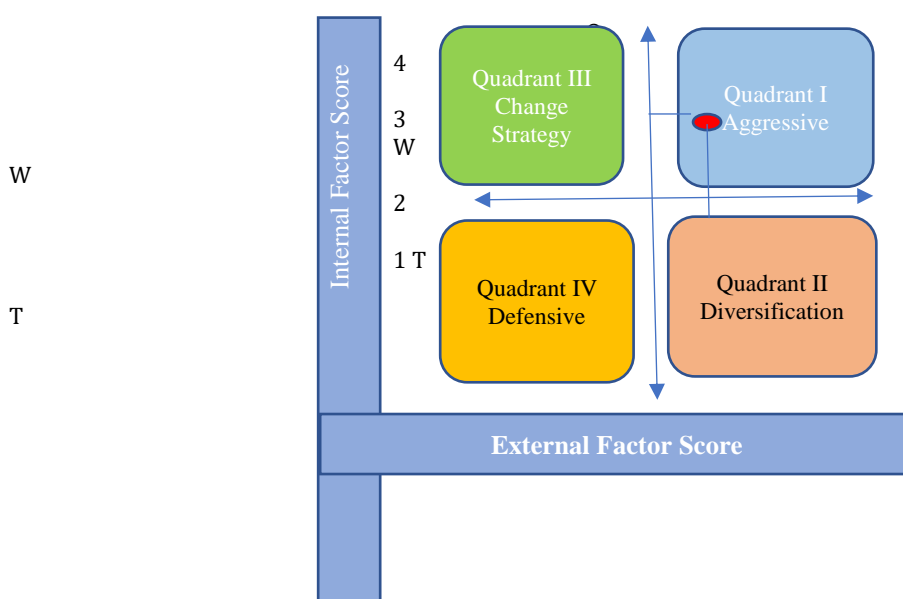 Internal Factor Score
4
3
W
2
1 T
W
T
Quadrant III
Change
Strategy
Quadrant I
Aggressive
Quadrant IV
Defensive
Quadrant II
Diversification
External Factor Score